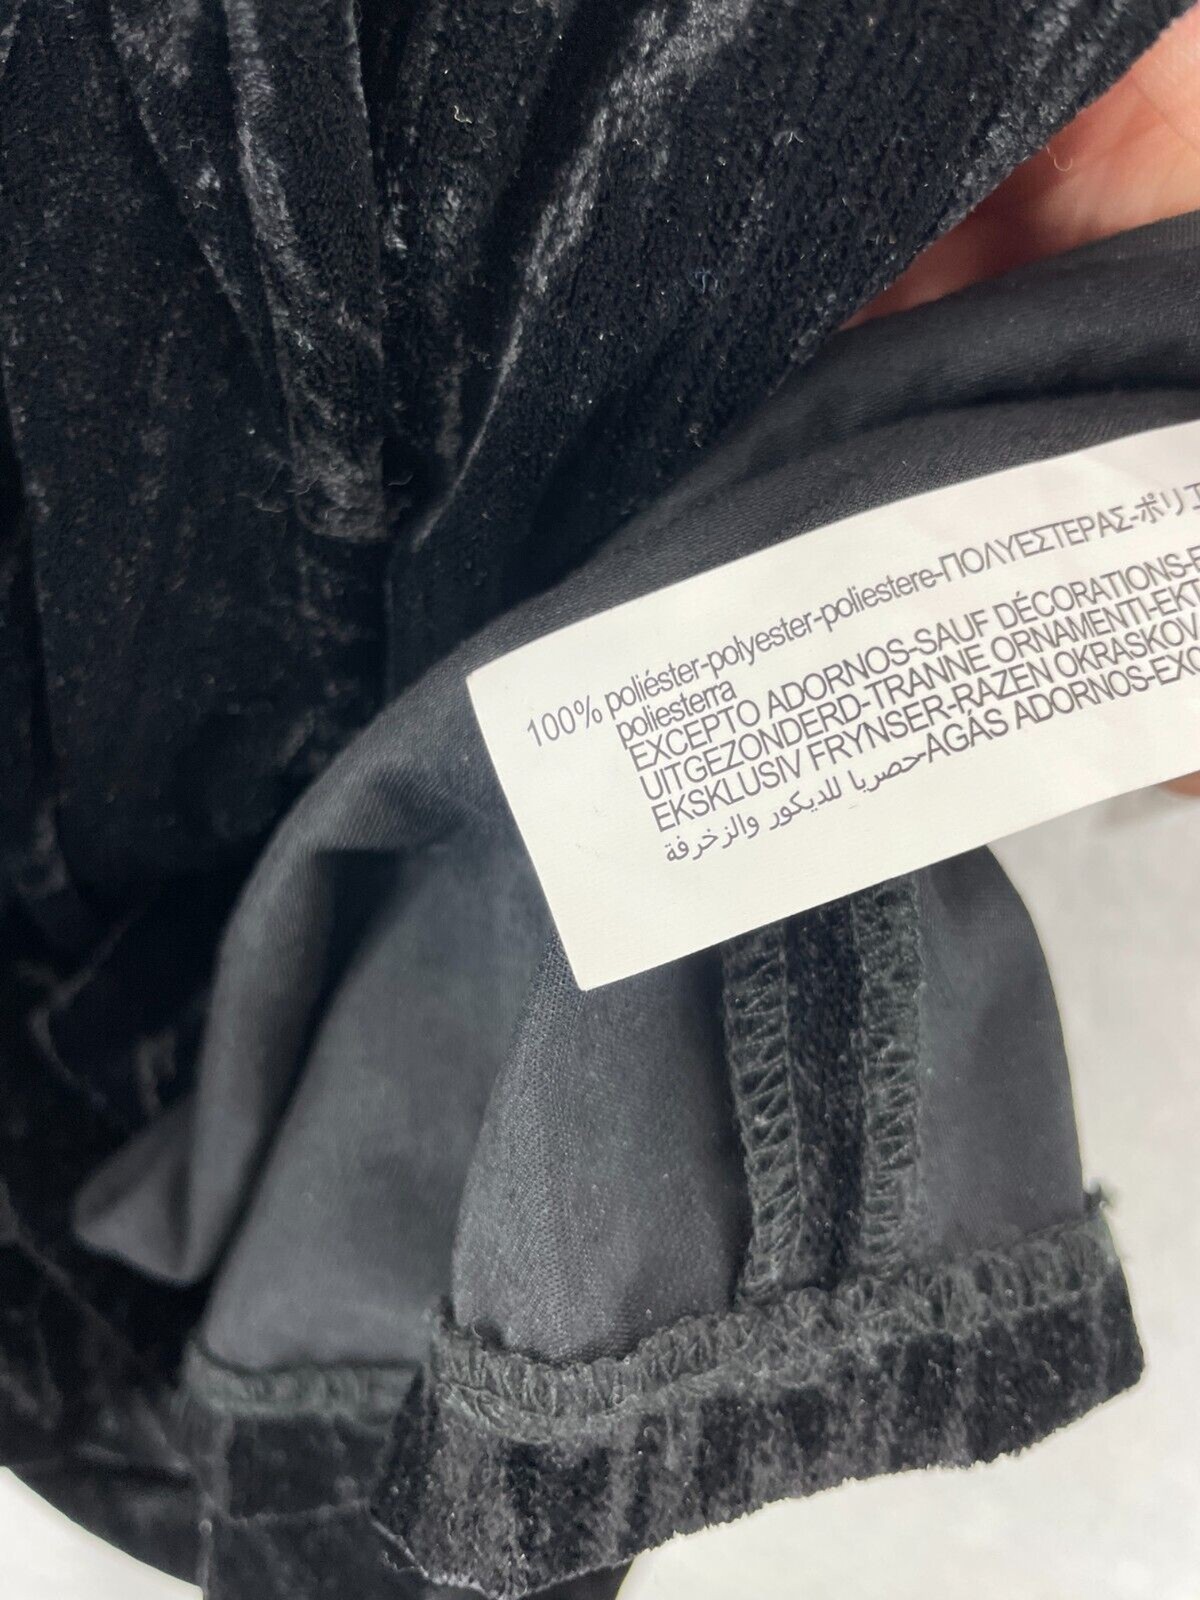 100% poliéster-polyester-poliestere-ΠΟΛΥΕΣΤΕΡΑΣ-ポリエ
poliesterra
EXCEPTO ADORNOS-SAUF DÉCORATIONS-E
UITGEZONDERD-TRANNE ORNAMENTI-EKT
EKSKLUSIV FRYNSER-RAZEN OKRASKOV-
حصريا للديكور والزخرفة-AGÁS ADORNOS-EXC